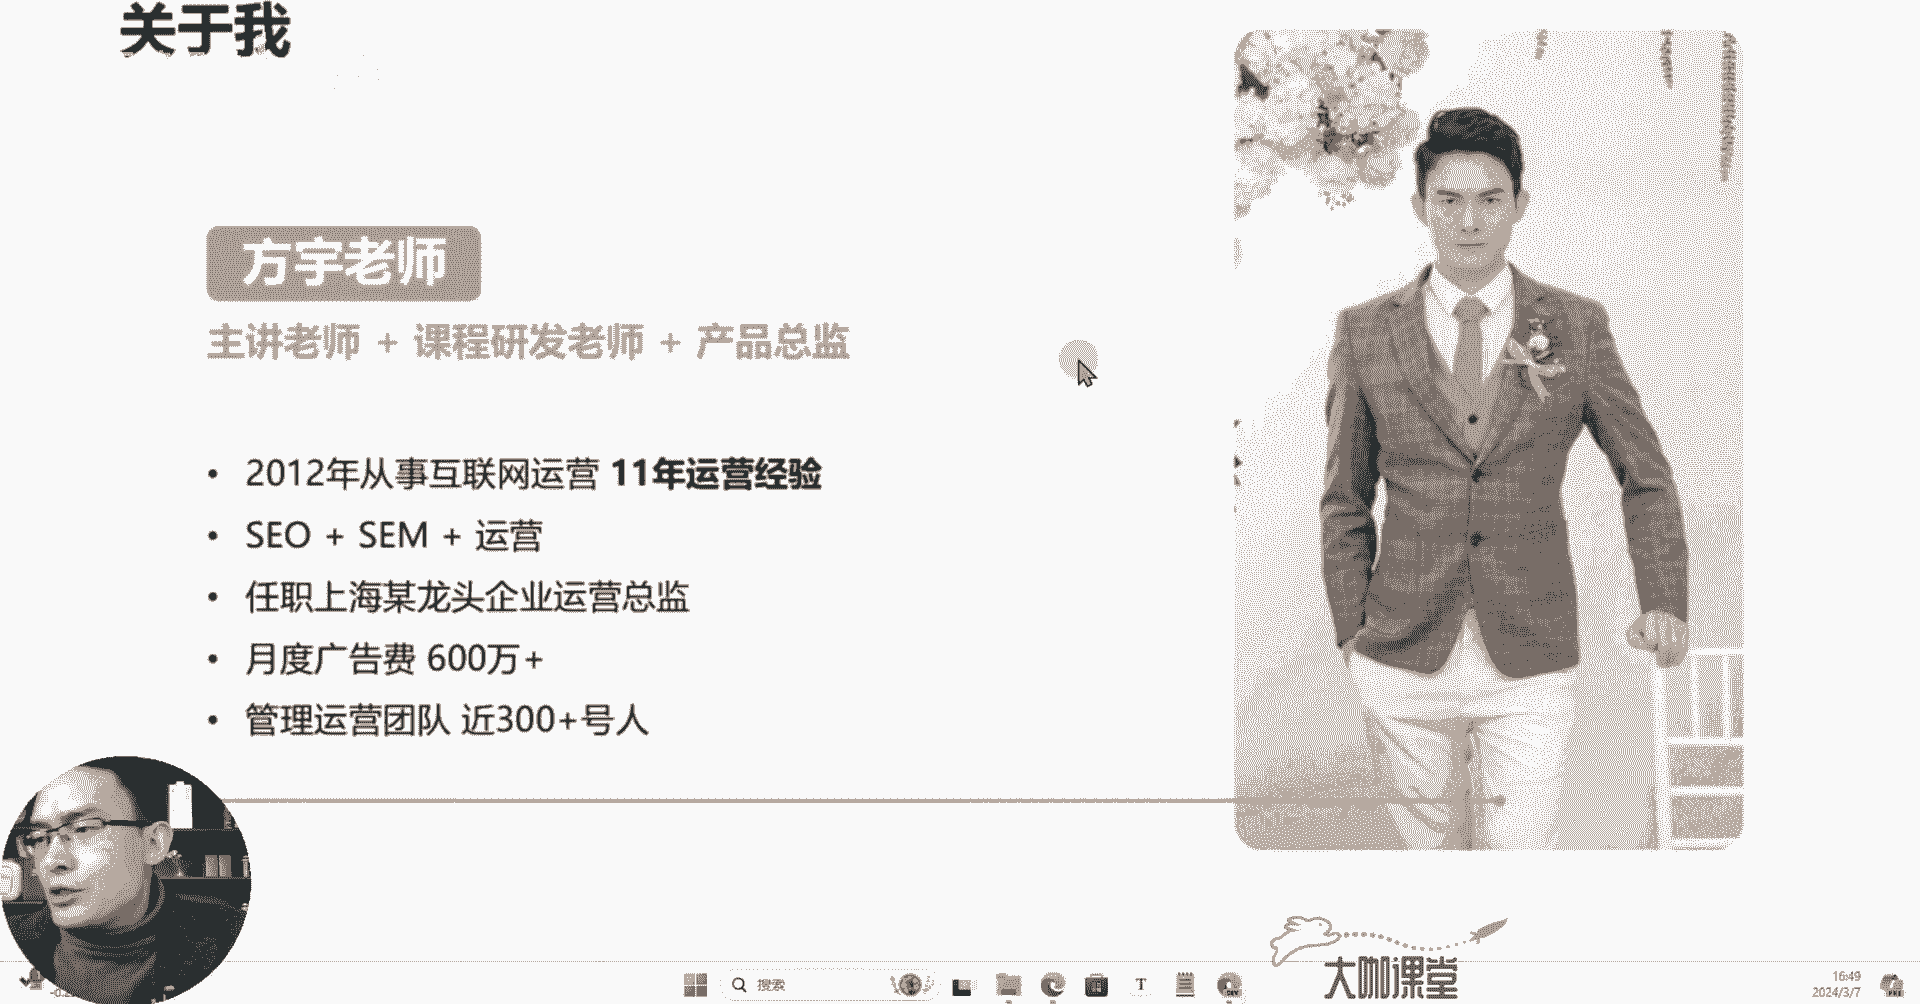 关于我
方宇老师
主讲老师 + 课程研发老师 + 产品总监
• 2012年从事互联网运营 11年运营经验
• SEO + SEM + 运营
• 任职上海某龙头企业运营总监
• 月度广告费 600万+
• 管理运营团队 近300+号人
大咖课堂
搜索
T
16:49
2024/3/7